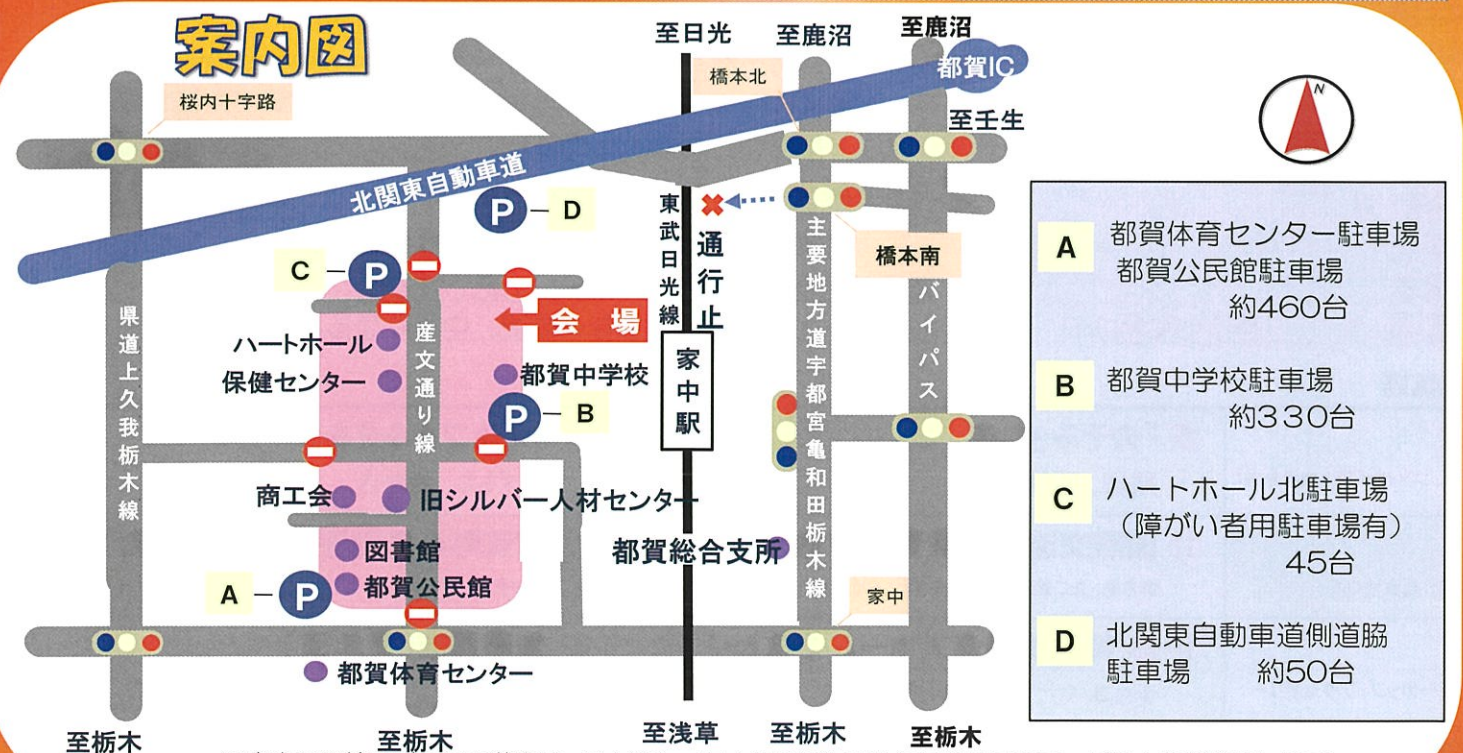 案内図
至日光
至鹿沼
至鹿沼
都賀IC
橋本北
桜内十字路
至壬生
N
北関東自動車道
P
D
東武日光線
通行止
主要地方道宇都宮亀和田栃木線
橋本南
バイパス
C
P
会 場
県道上久我栃木線
産文通り線
ハートホール
保健センター
都賀中学校
家中駅
P
B
商工会
旧シルバー人材センター
図書館
都賀公民館
都賀総合支所
A
P
家中
都賀体育センター
至栃木
至栃木
至浅草
至栃木
至栃木
A
都賀体育センター駐車場
都賀公民館駐車場
約460台
B
都賀中学校駐車場
約330台
C
ハートホール北駐車場
(障がい者用駐車場有)
45台
D
北関東自動車道側道脇
駐車場 約50台